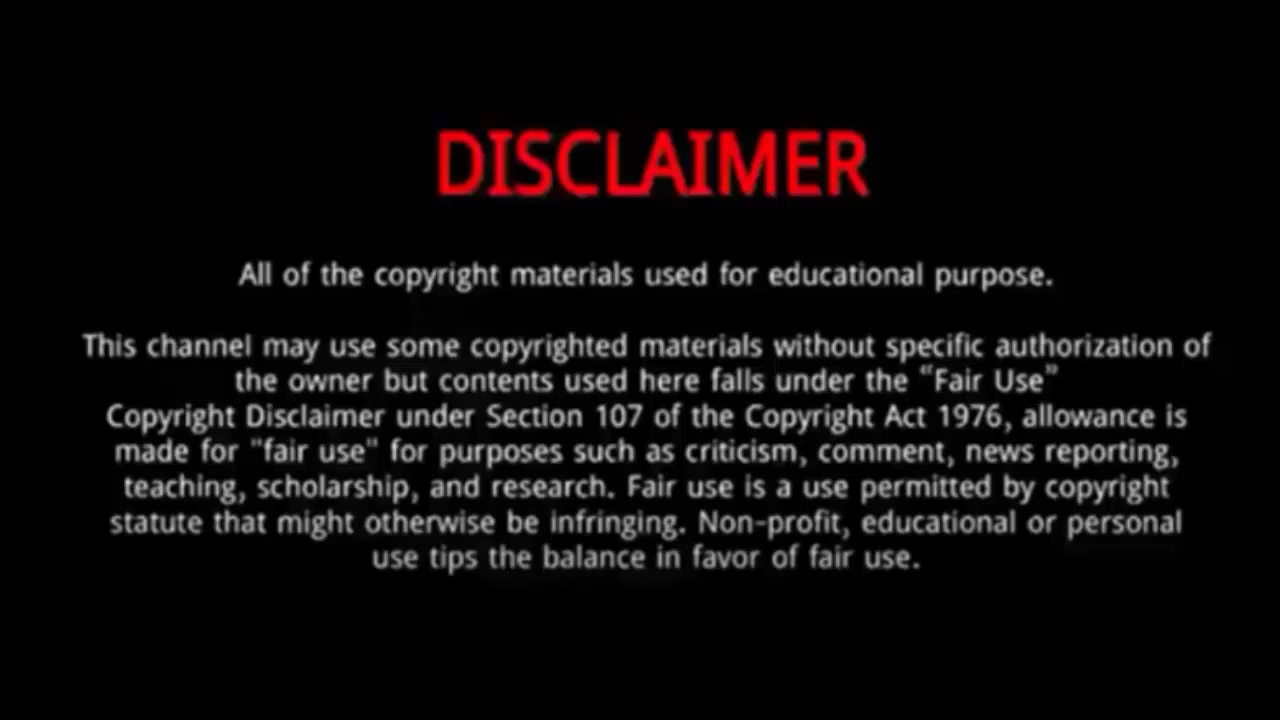 DISCLAIMER
All of the copyright materials used for educational purpose.
This channel may use some copyrighted materials without specific authorization of
the owner but contents used here falls under the “Fair Use”
Copyright Disclaimer under Section 107 of the Copyright Act 1976, allowance is
made for "fair use" for purposes such as criticism, comment, news reporting,
teaching, scholarship, and research. Fair use is a use permitted by copyright
statute that might otherwise be infringing. Non-profit, educational or personal
use tips the balance in favor of fair use.